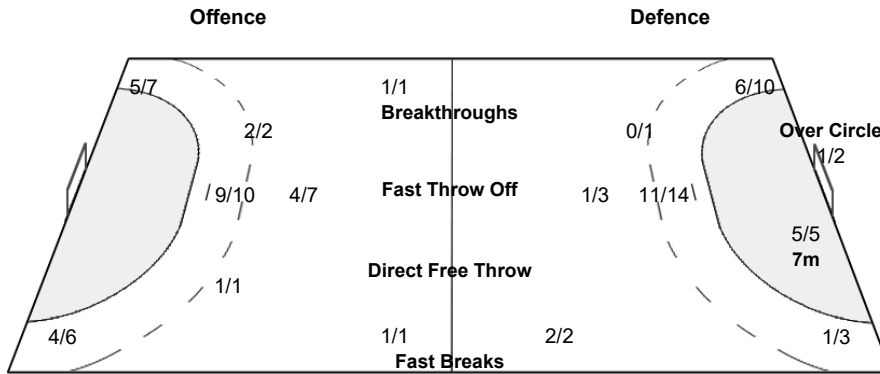 Offence Defence
5/7 1/1 6/10
Breakthroughs
2/2 0/1 Over Circle
1/2
9/10 4/7 Fast Throw Off 1/3 11/14
5/5
7m
Direct Free Throw
1/1
4/6 1/1 2/2 1/3
Fast Breaks